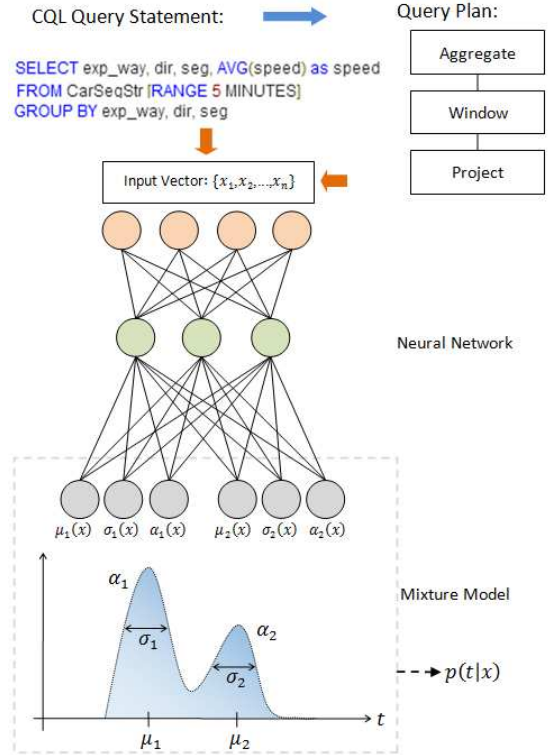 CQL Query Statement:
Query Plan:
SELECT exp_way, dir, seg, AVG(speed) as speed
FROM CarSeqStr [RANGE 5 MINUTES]
GROUP BY exp_way, dir, seg
Aggregate
Window
Project
Input Vector: {x₁,x₂,...,xₙ}
Neural Network
μ₁(x) σ₁(x) α₁(x) μ₂(x) σ₂(x) α₂(x)
Mixture Model
α₁
α₂
σ₁
σ₂
p(t|x)
t
μ₁
μ₂